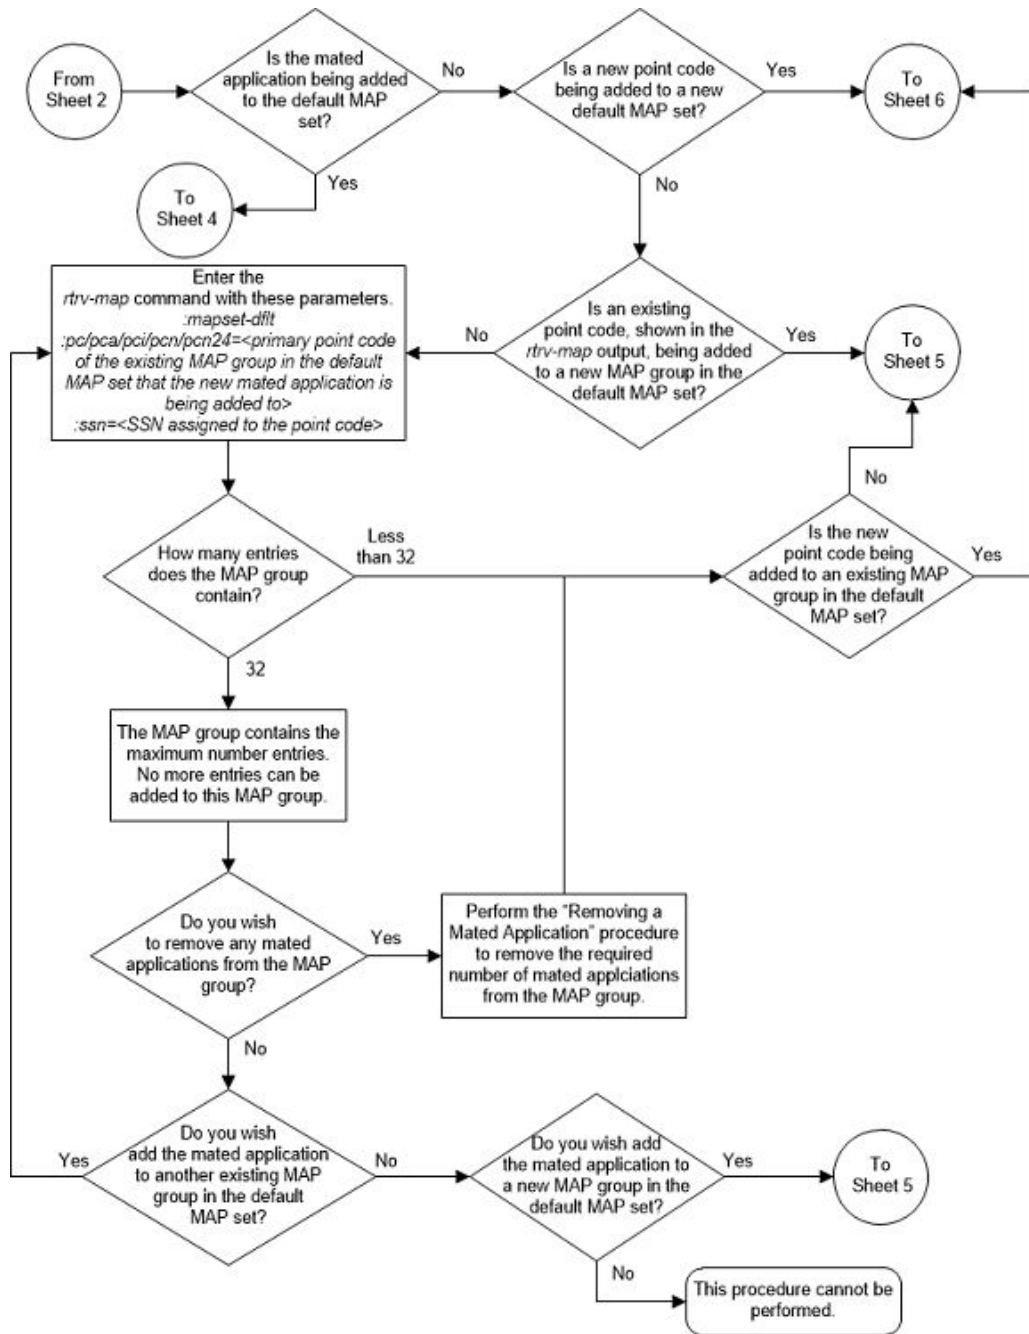 From
Sheet 2
Is the mated
application being added
to the default MAP
set?
No
Is a new point code
being added to a new
default MAP set?
Yes
To
Sheet 6
Yes
To
Sheet 4
No
Enter the
rtrv-map command with these parameters.
:mapset-dflt
:pc/pca/pci/pcn/pcn24=<primary point code
of the existing MAP group in the default
MAP set that the new mated application is
being added to>
:ssn=<SSN assigned to the point code>
No
Is an existing
point code, shown in the
rtrv-map output, being added
to a new MAP group in the
default MAP set?
Yes
To
Sheet 5
No
How many entries
does the MAP group
contain?
Less
than 32
Is the new
point code being
added to an existing MAP
group in the default
MAP set?
Yes
32
The MAP group contains the
maximum number entries.
No more entries can be
added to this MAP group.
Do you wish
to remove any mated
applications from the MAP
group?
Yes
Perform the "Removing a
Mated Application" procedure
to remove the required
number of mated applciations
from the MAP group.
No
Yes
Do you wish
add the mated application
to another existing MAP
group in the default
MAP set?
No
Do you wish add
the mated application to
a new MAP group in the
default MAP set?
Yes
To
Sheet 5
No
This procedure cannot be
performed.